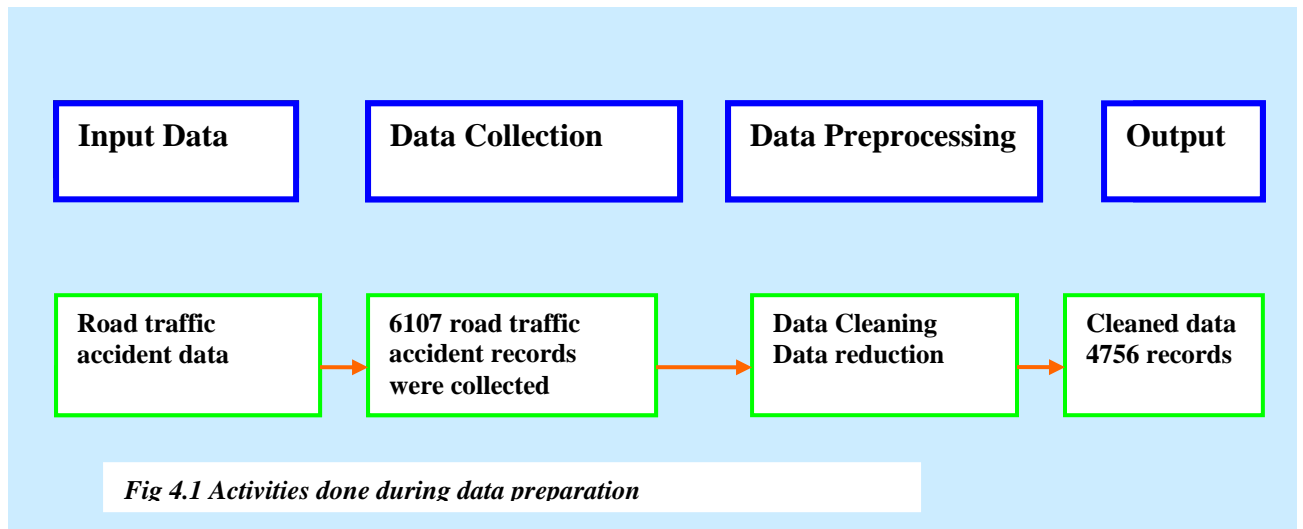 Input Data
Data Collection
Data Preprocessing
Output
Road traffic
accident data
6107 road traffic
accident records
were collected
Data Cleaning
Data reduction
Cleaned data
4756 records
Fig 4.1 Activities done during data preparation